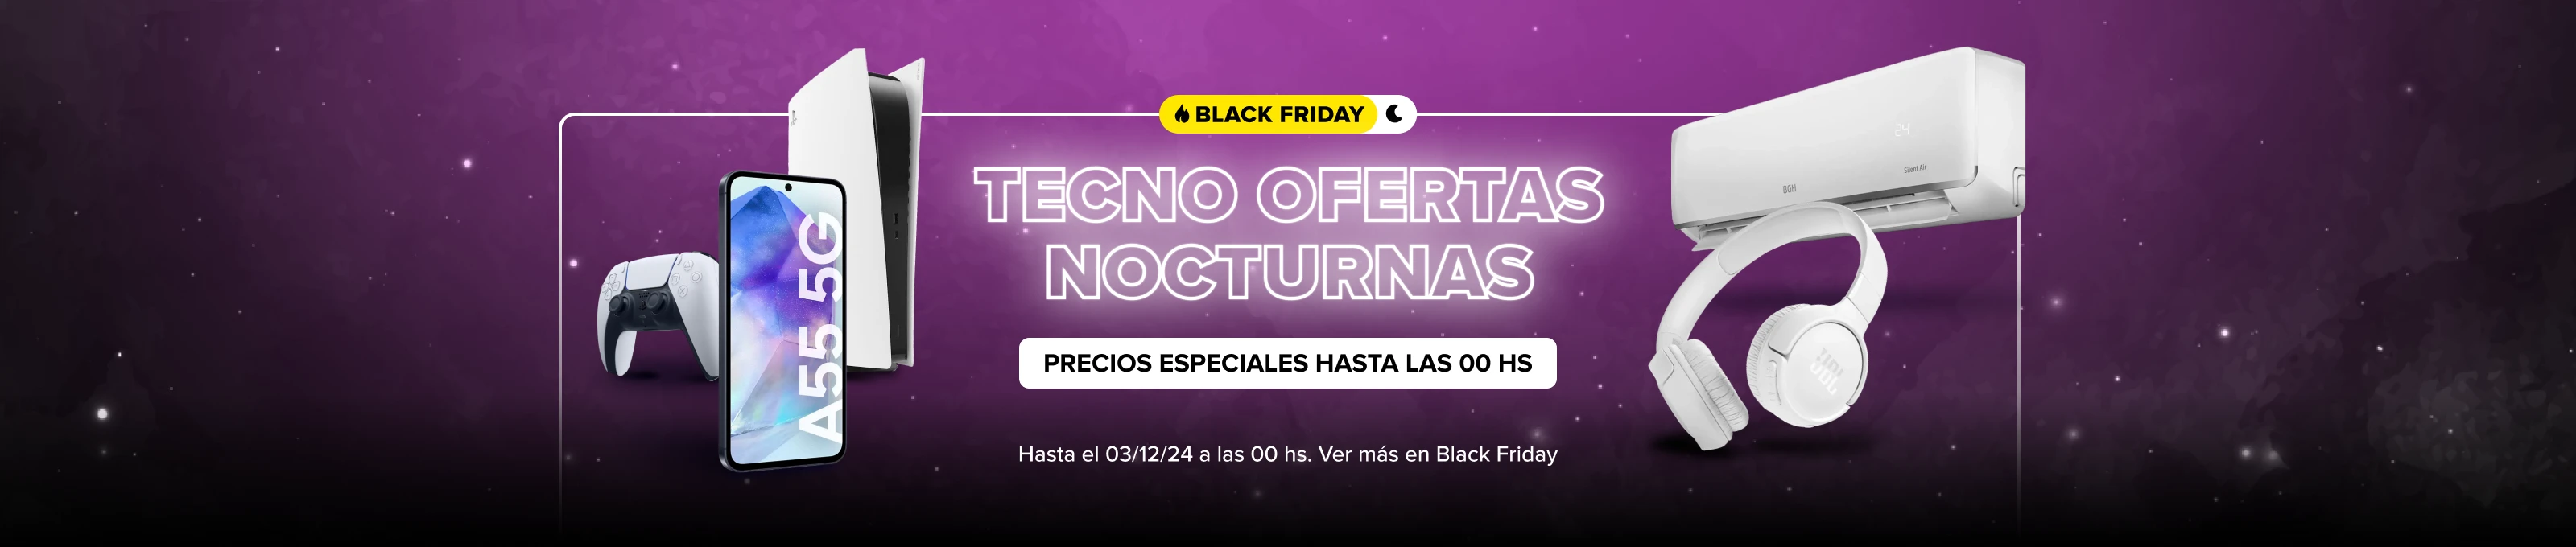 BLACK FRIDAY
TECNO OFERTAS
NOCTURNAS
PRECIOS ESPECIALES HASTA LAS 00 HS
Hasta el 03/12/24 a las 00 hs. Ver más en Black Friday
A55 5G
24
Silent Air
BGH
JBL